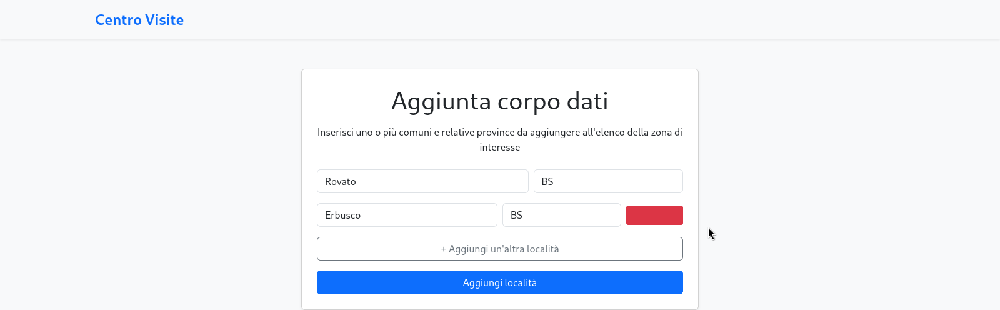 Centro Visite
Aggiunta corpo dati
Inserisci uno o più comuni e relative province da aggiungere all'elenco della zona di
interesse
Rovato BS
Erbusco BS –
+ Aggiungi un'altra località
Aggiungi località